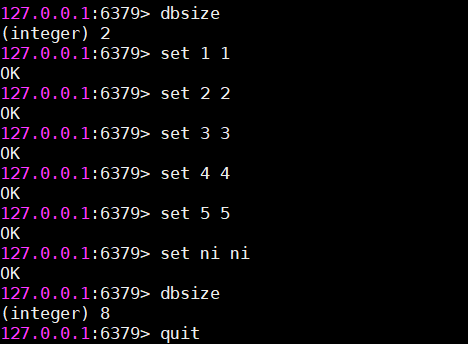 127.0.0.1:6379> dbsize
(integer) 2
127.0.0.1:6379> set 1 1
OK
127.0.0.1:6379> set 2 2
OK
127.0.0.1:6379> set 3 3
OK
127.0.0.1:6379> set 4 4
OK
127.0.0.1:6379> set 5 5
OK
127.0.0.1:6379> set ni ni
OK
127.0.0.1:6379> dbsize
(integer) 8
127.0.0.1:6379> quit